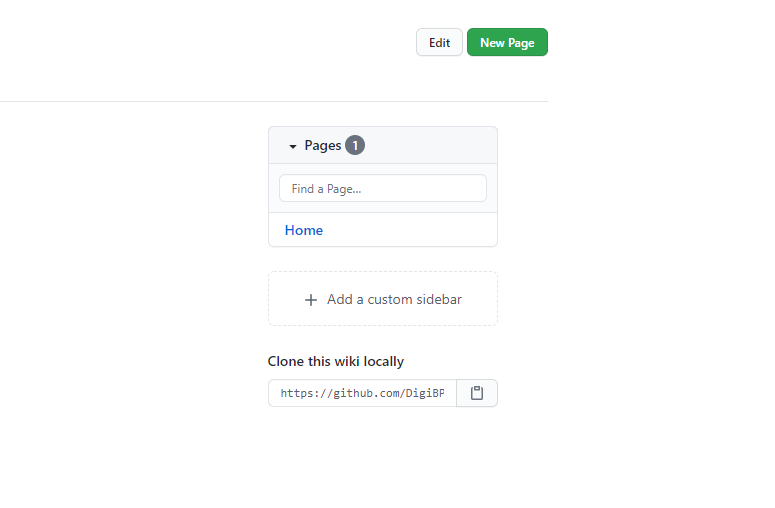 Edit New Page
Pages 1
Find a Page...
Home
Add a custom sidebar
Clone this wiki locally
https://github.com/DigiBP